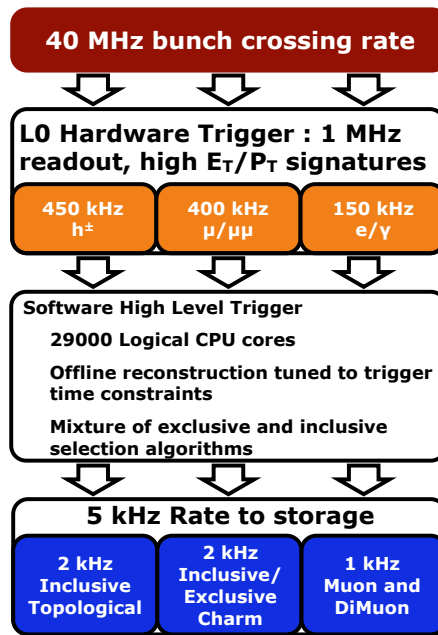 40 MHz bunch crossing rate
L0 Hardware Trigger : 1 MHz
readout, high E_T/P_T signatures
450 kHz
h±
400 kHz
μ/μμ
150 kHz
e/γ
Software High Level Trigger
29000 Logical CPU cores
Offline reconstruction tuned to trigger
time constraints
Mixture of exclusive and inclusive
selection algorithms
5 kHz Rate to storage
2 kHz
Inclusive
Topological
2 kHz
Inclusive/
Exclusive
Charm
1 kHz
Muon and
DiMuon